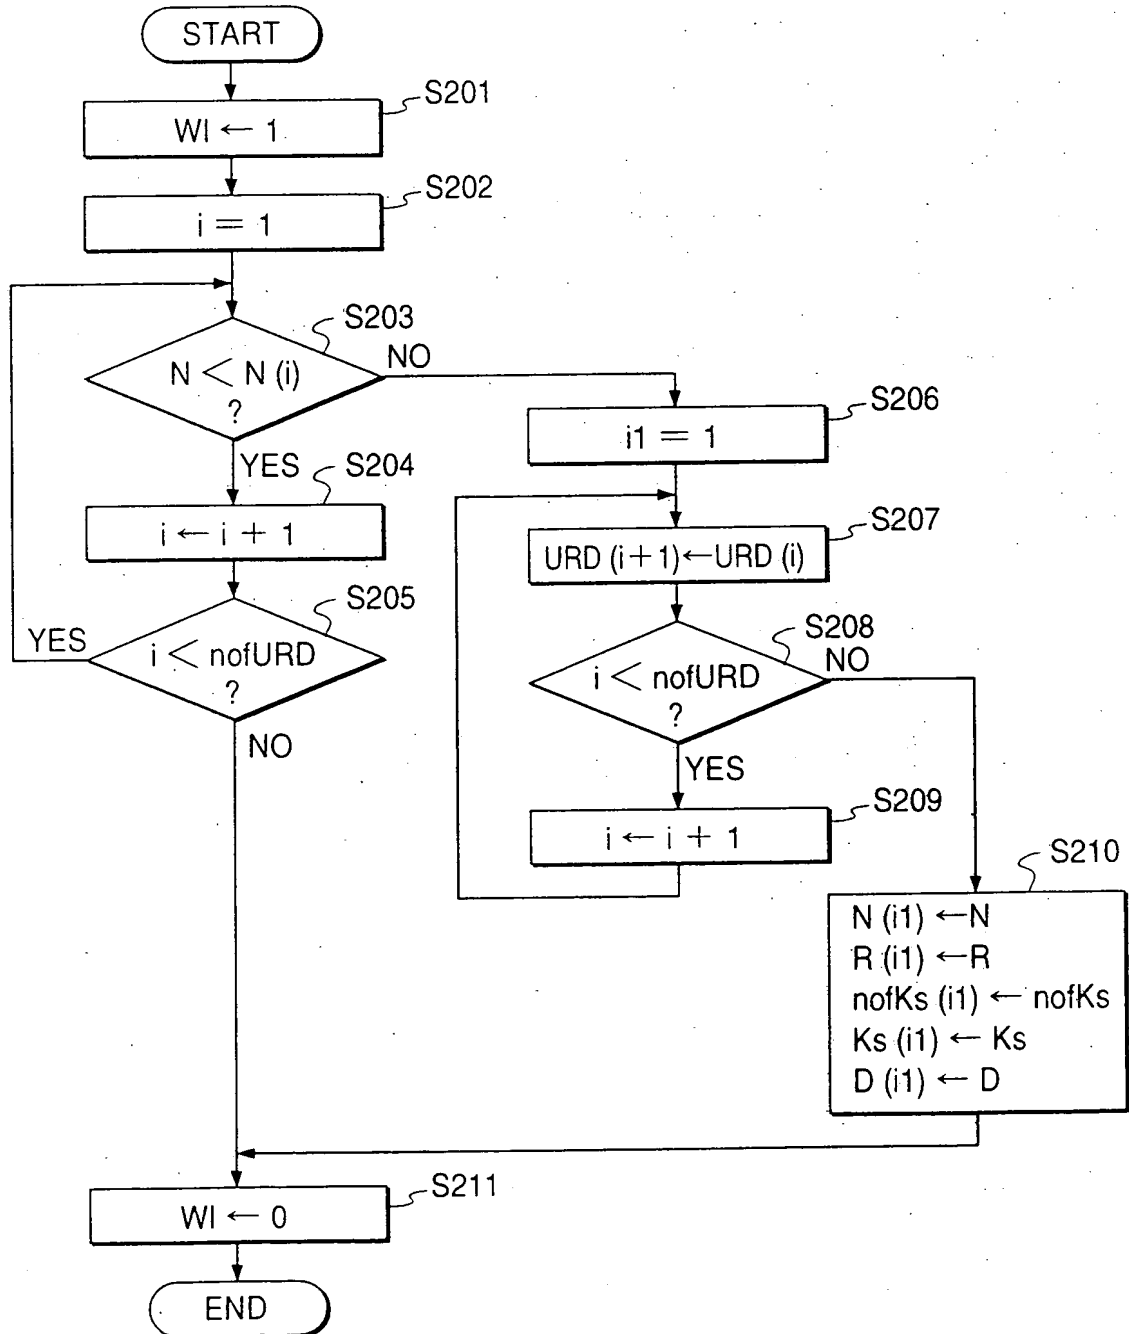 START
S201
WI ← 1
S202
i = 1
S203
N < N (i)
?
NO
YES
S204
i ← i + 1
S205
i < nofURD
?
YES
NO
S206
i1 = 1
S207
URD (i+1)←URD (i)
S208
i < nofURD
?
NO
YES
S209
i ← i + 1
S210
N (i1) ←N
R (i1) ←R
nofKs (i1) ← nofKs
Ks (i1) ← Ks
D (i1) ← D
S211
WI ← 0
END